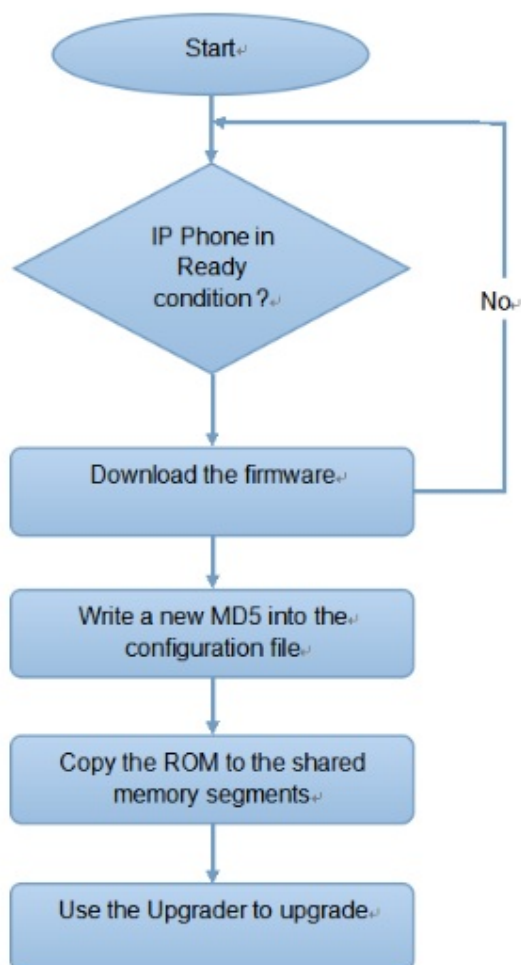 Start
IP Phone in
Ready
condition ?
No
Download the firmware
Write a new MD5 into the
configuration file
Copy the ROM to the shared
memory segments
Use the Upgrader to upgrade